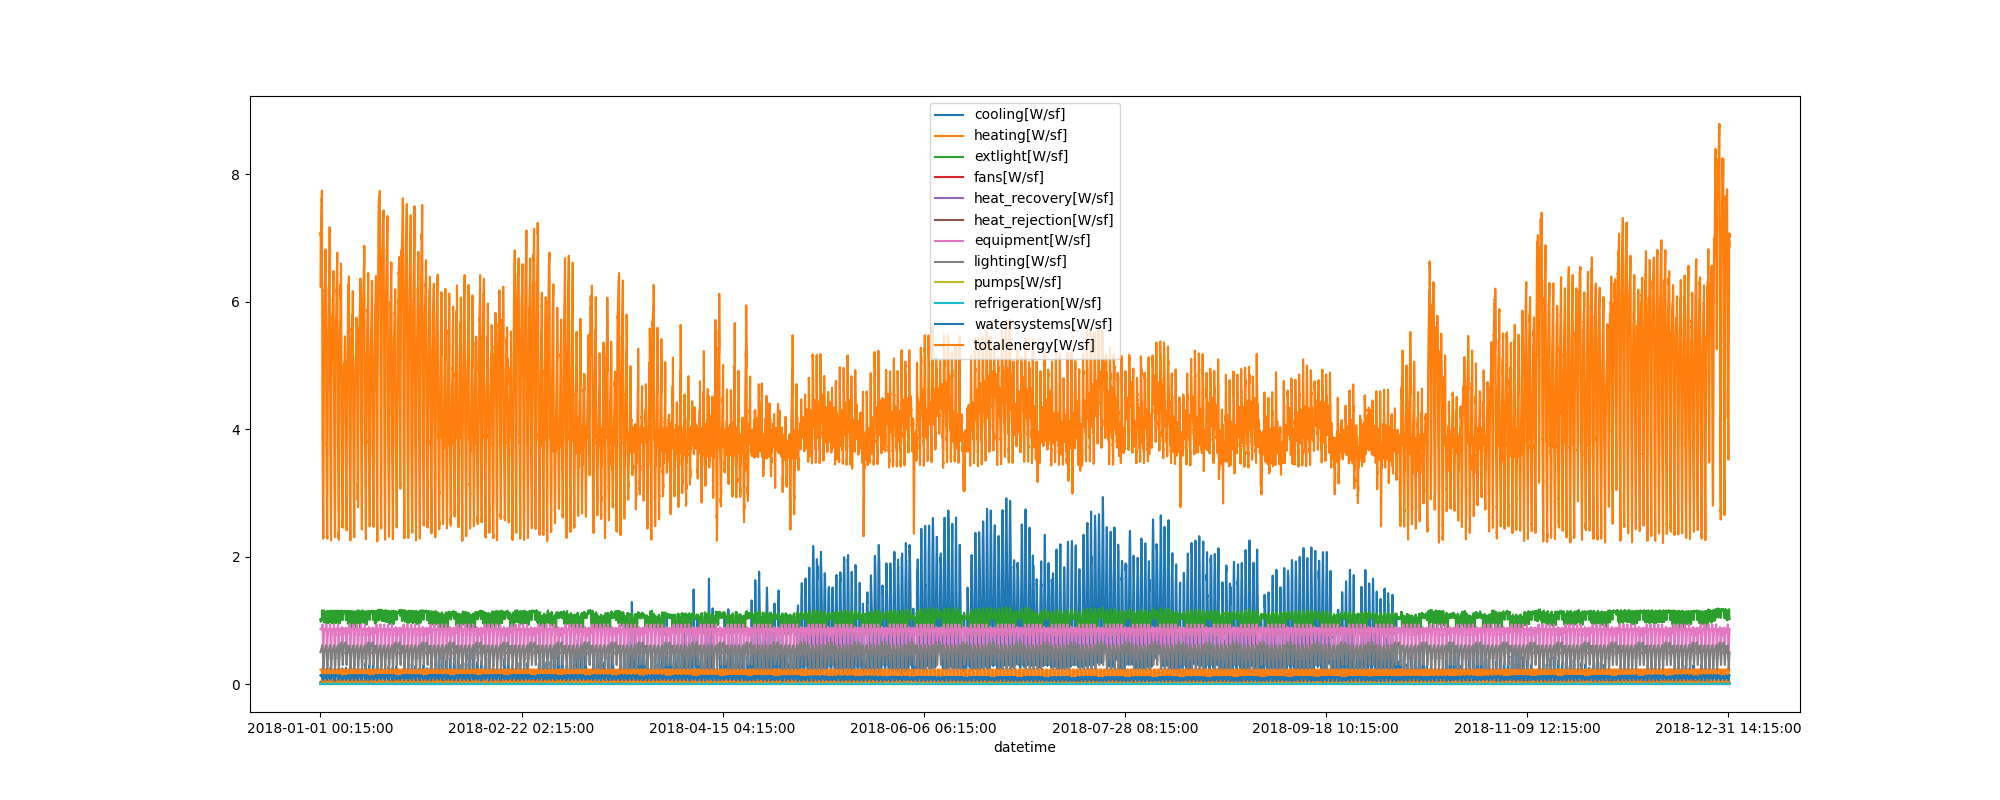 cooling[W/sf]
heating[W/sf]
extlight[W/sf]
fans[W/sf]
heat_recovery[W/sf]
heat_rejection[W/sf]
equipment[W/sf]
lighting[W/sf]
pumps[W/sf]
refrigeration[W/sf]
watersystems[W/sf]
totalenergy[W/sf]
8
6
4
2
0
2018-01-01 00:15:00 2018-02-22 02:15:00 2018-04-15 04:15:00 2018-06-06 06:15:00 2018-07-28 08:15:00 2018-09-18 10:15:00 2018-11-09 12:15:00 2018-12-31 14:15:00
datetime